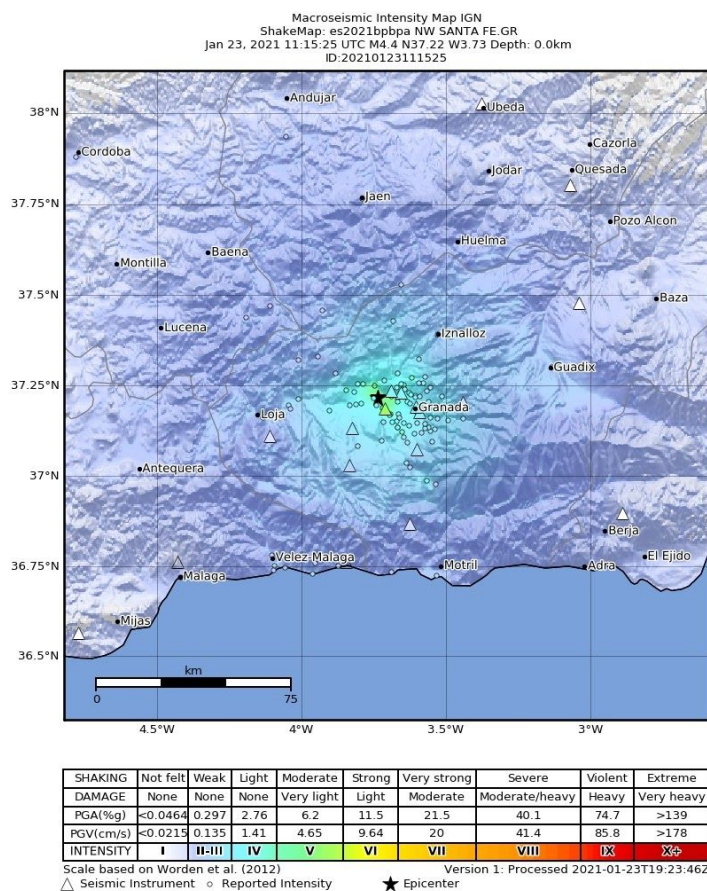 Macroseismic Intensity Map IGN
ShakeMap: es2021bpbpa NW SANTA FE.GR
Jan 23, 2021 11:15:25 UTC M4.4 N37.22 W3.73 Depth: 0.0km
ID:20210123111525
38°N
Andujar
Ubeda
Cordoba
Cazorla
Jodar
Quesada
37.75°N
Jaen
Pozo Alcon
Baena
Huelma
Montilla
37.5°N
Baza
Lucena
Iznalloz
Guadix
37.25°N
Loja
Granada
37°N
Antequera
Berja
Velez-Malaga
El Ejido
36.75°N
Malaga
Motril
Adra
Mijas
36.5°N
km
0 75
4.5°W 4°W 3.5°W 3°W
SHAKING Not felt Weak Light Moderate Strong Very strong Severe Violent Extreme
DAMAGE None None None Very light Light Moderate Moderate/heavy Heavy Very heavy
PGA(%g) <0.0464 0.297 2.76 6.2 11.5 21.5 40.1 74.7 >139
PGV(cm/s) <0.0215 0.135 1.41 4.65 9.64 20 41.4 85.8 >178
INTENSITY I II-III IV V VI VII VIII IX X+
Scale based on Worden et al. (2012) Version 1: Processed 2021-01-23T19:23:46Z
△ Seismic Instrument ○ Reported Intensity ★ Epicenter